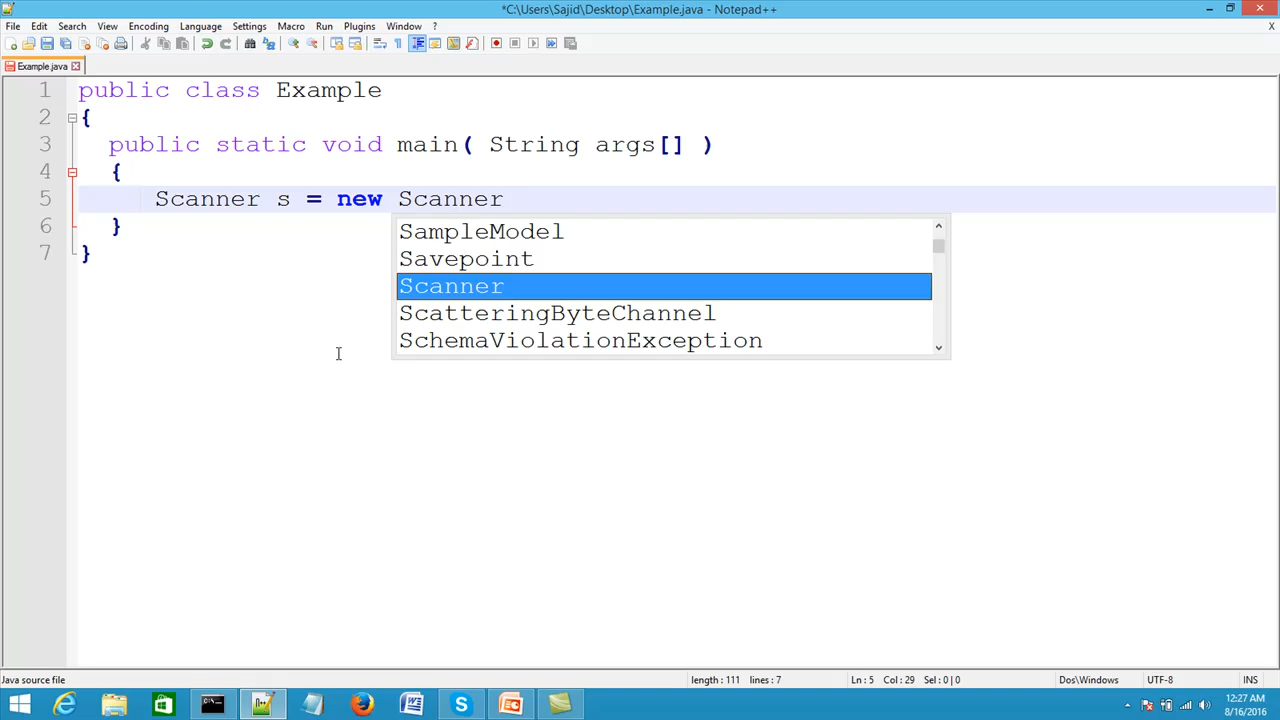 *C:\Users\Sajid\Desktop\Example.java - Notepad++
File Edit Search View Encoding Language Settings Macro Run Plugins Window ? X
Example.java
1 public class Example
2 {
3 public static void main( String args[] )
4 {
5 Scanner s = new Scanner
6 }
7 }
SampleModel
Savepoint
Scanner
ScatteringByteChannel
SchemaViolationException
Java source file length : 111 lines : 7 Ln : 5 Col : 29 Sel : 0 | 0 Dos\Windows UTF-8 INS
12:27 AM
8/16/2016